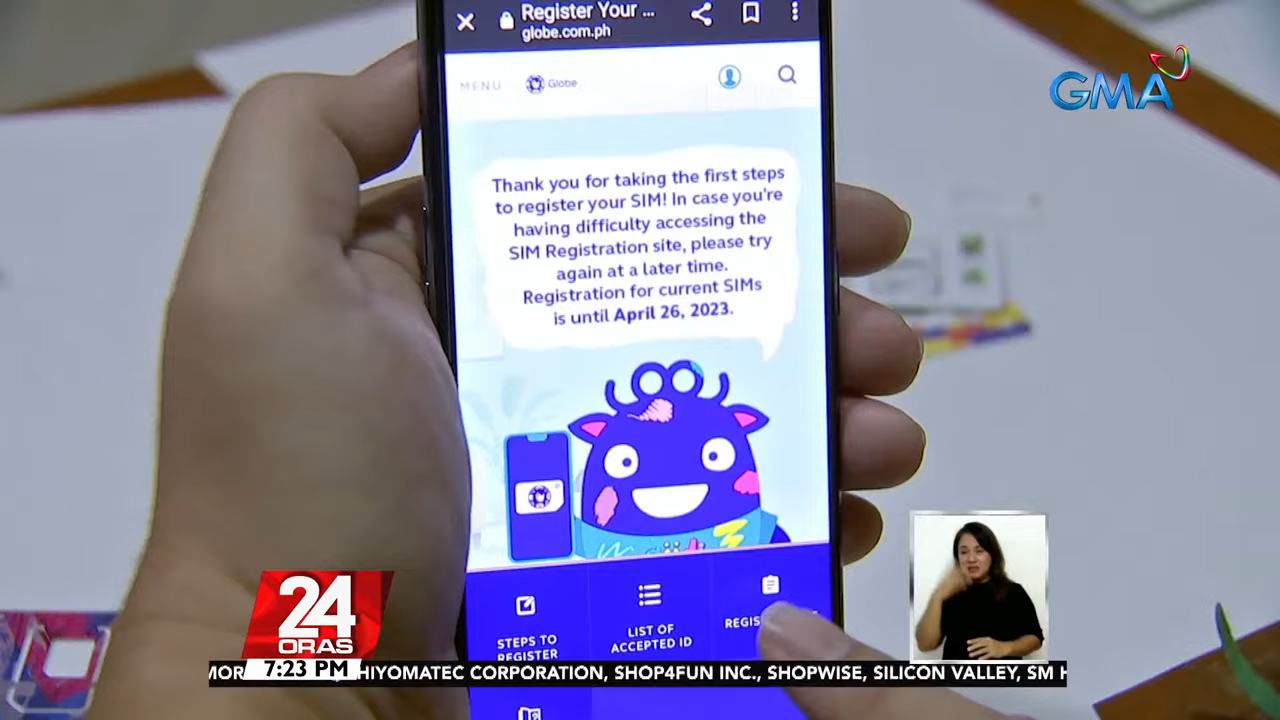 Register Your ...
globe.com.ph
GMA
MENU
Globe
Thank you for taking the first steps
to register your SIM! In case you're
having difficulty accessing the
SIM Registration site, please try
again at a later time.
Registration for current SIMs
is until April 26, 2023.
STEPS TO
REGISTER
LIST OF
ACCEPTED ID
24
ORAS
7:23 PM
HIYOMATEC CORPORATION, SHOP4FUN INC., SHOPWISE, SILICON VALLEY, SM